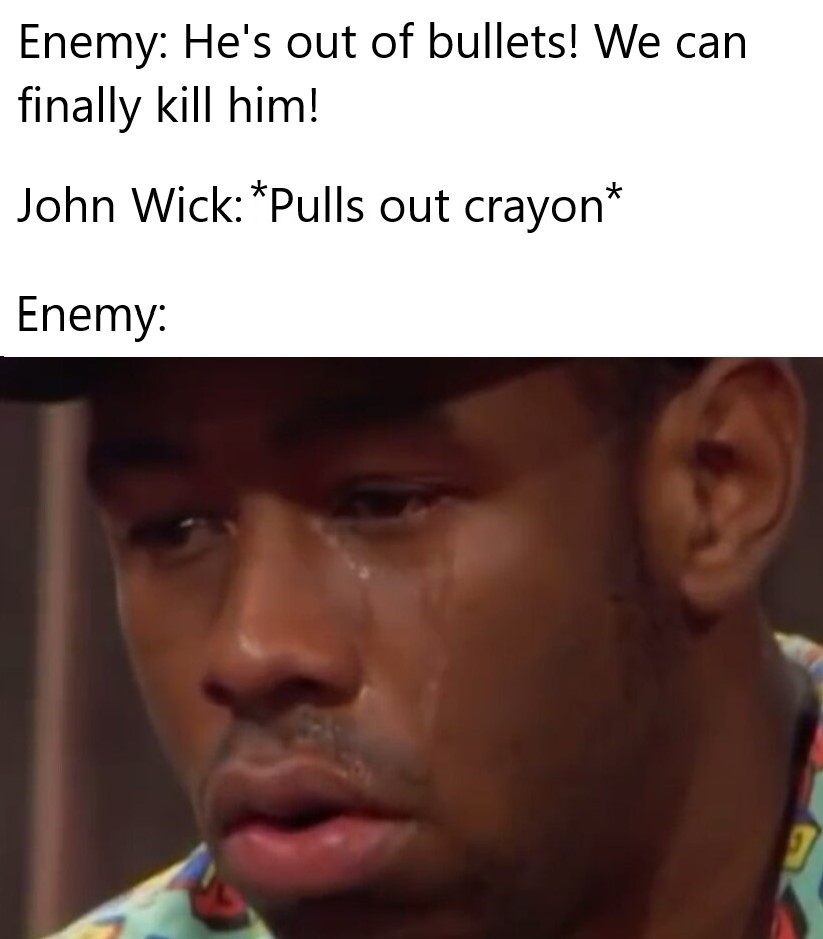 Enemy: He's out of bullets! We can
finally kill him!
John Wick: *Pulls out crayon*
Enemy: